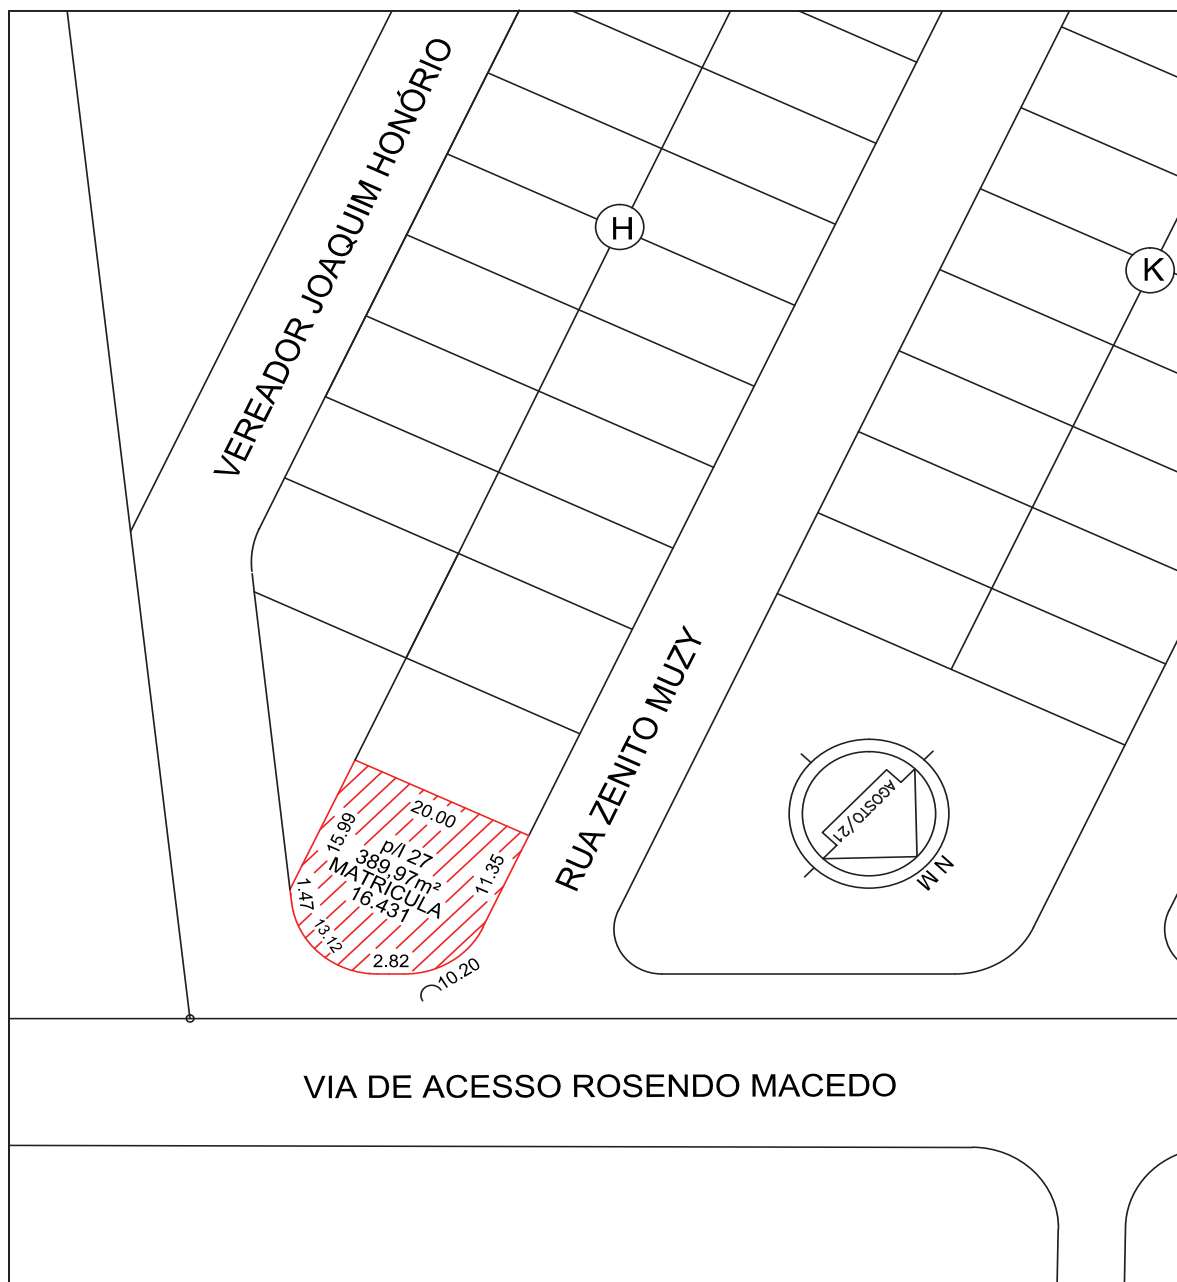 VEREADOR JOAQUIM HONÓRIO
H
K
RUA ZENITO MUZY
AGOSTO/21
N M
20.00
15.99
p/l 27
389,97m²
MATRICULA
16.431
11.35
1.47
13.12
2.82
10.20
VIA DE ACESSO ROSENDO MACEDO